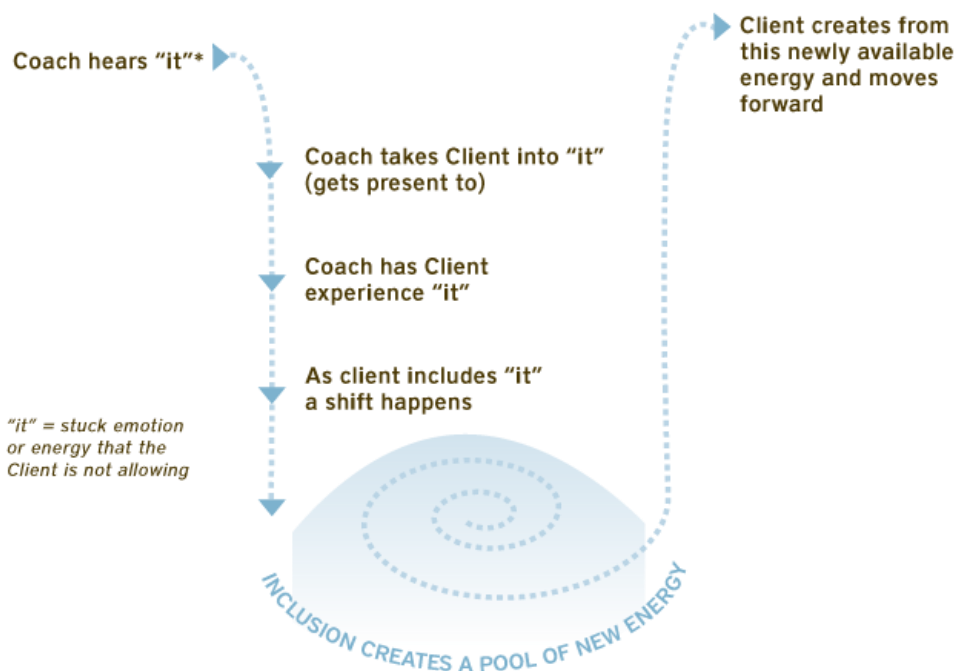 Coach hears “it”*
Client creates from
this newly available
energy and moves
forward
Coach takes Client into “it”
(gets present to)
Coach has Client
experience “it”
As client includes “it”
a shift happens
“it” = stuck emotion
or energy that the
Client is not allowing
INCLUSION CREATES A POOL OF NEW ENERGY